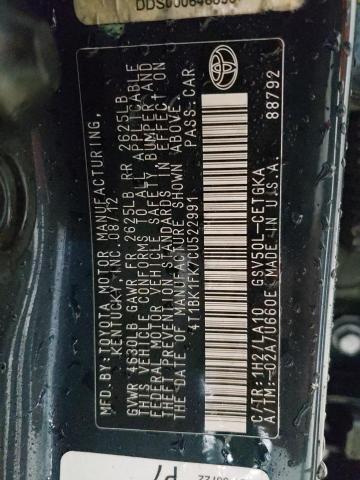 MFD.BY:TOYOTA MOTOR MANUFACTURING,
KENTUCKY, INC. 08/12
GVWR 4630LB GAWR FR 2625LB RR 2625LB
THIS VEHICLE CONFORMS TO ALL APPLICABLE
FEDERAL MOTOR VEHICLE SAFETY, BUMPER AND
THEFT PREVENTION STANDARDS IN EFFECT ON
THE DATE OF MANUFACTURE SHOWN ABOVE.
4T1BK1FK7CU522991 PASS.CAR
C/TR: 1H2/LA10 GSV50L-CETGKA
A/TM:-02A/U660E MADE IN U.S.A. 88792
P7